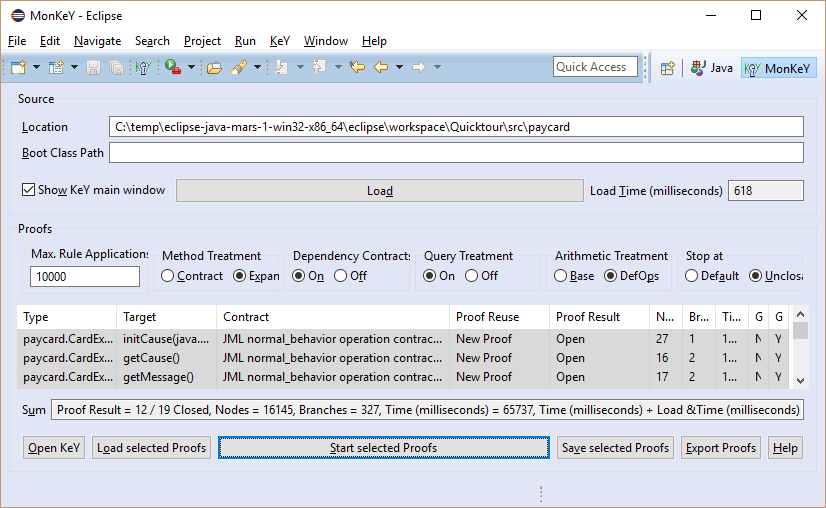 MonKeY - Eclipse
File Edit Navigate Search Project Run KeY Window Help
KeY Quick Access Java KeY MonKeY
Source
Location C:\temp\eclipse-java-mars-1-win32-x86_64\eclipse\workspace\Quicktour\src\paycard
Boot Class Path
Show KeY main window Load Load Time (milliseconds) 618
Proofs
Max. Rule Applications Method Treatment Dependency Contracts Query Treatment Arithmetic Treatment Stop at
10000 Contract Expan On Off On Off Base DefOps Default Unclosa
Type Target Contract Proof Reuse Proof Result N... Br... Ti... G G
paycard.CardEx... initCause(java.... JML normal_behavior operation contrac... New Proof Open 27 1 1... N Y
paycard.CardEx... getCause() JML normal_behavior operation contrac... New Proof Open 16 2 1... N Y
paycard.CardEx... getMessage() JML normal_behavior operation contrac... New Proof Open 17 2 1... N Y
Sum Proof Result = 12 / 19 Closed, Nodes = 16145, Branches = 327, Time (milliseconds) = 65737, Time (milliseconds) + Load &Time (milliseconds)
Open KeY Load selected Proofs Start selected Proofs Save selected Proofs Export Proofs Help